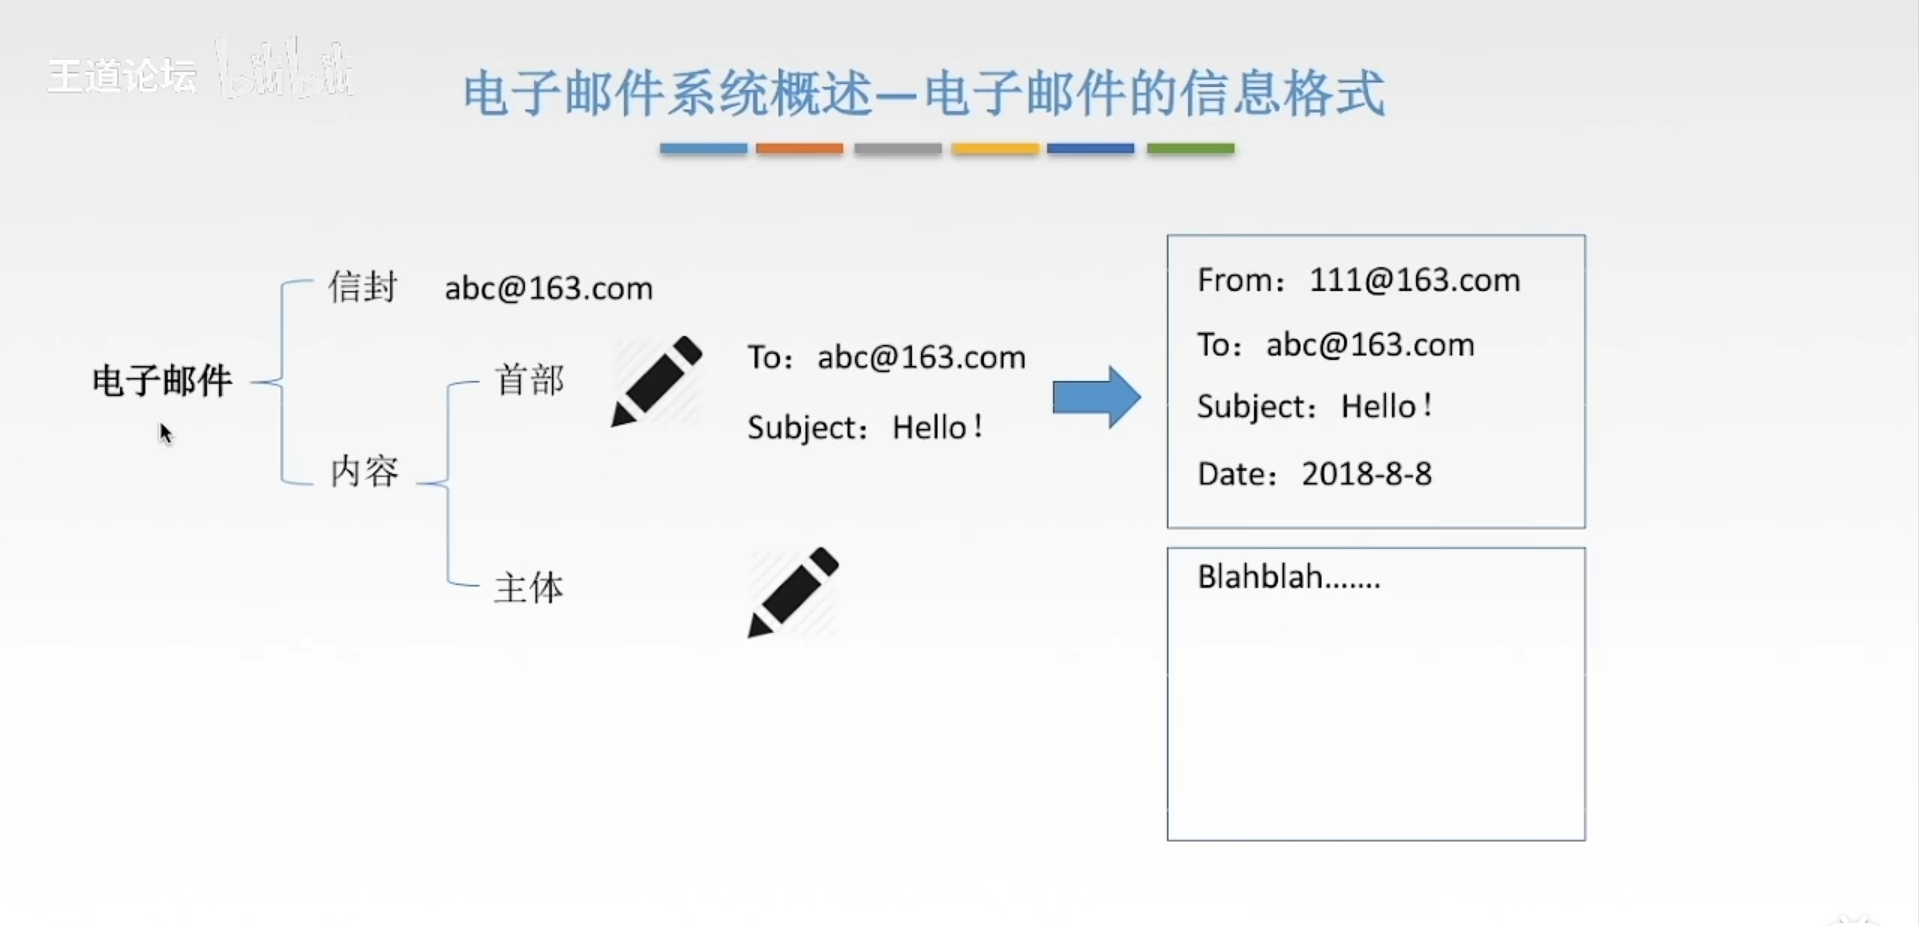 王道论坛 bilibili
电子邮件系统概述—电子邮件的信息格式
信封 abc@163.com
电子邮件
首部
To： abc@163.com
Subject： Hello！
内容
主体
From： 111@163.com
To： abc@163.com
Subject： Hello！
Date： 2018-8-8
Blahblah.......